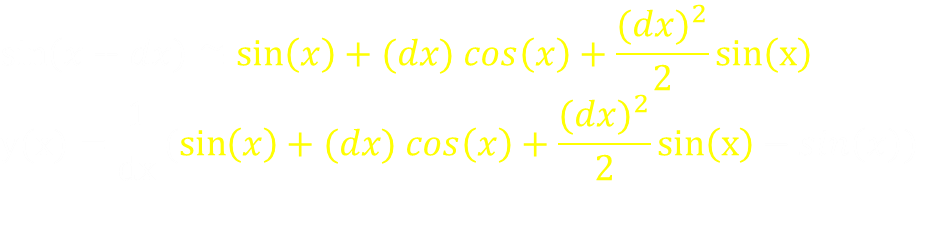 sin(x) + (dx) cos(x) + (dx)²/2 sin(x)
sin(x) + (dx) cos(x) + (dx)²/2 sin(x)